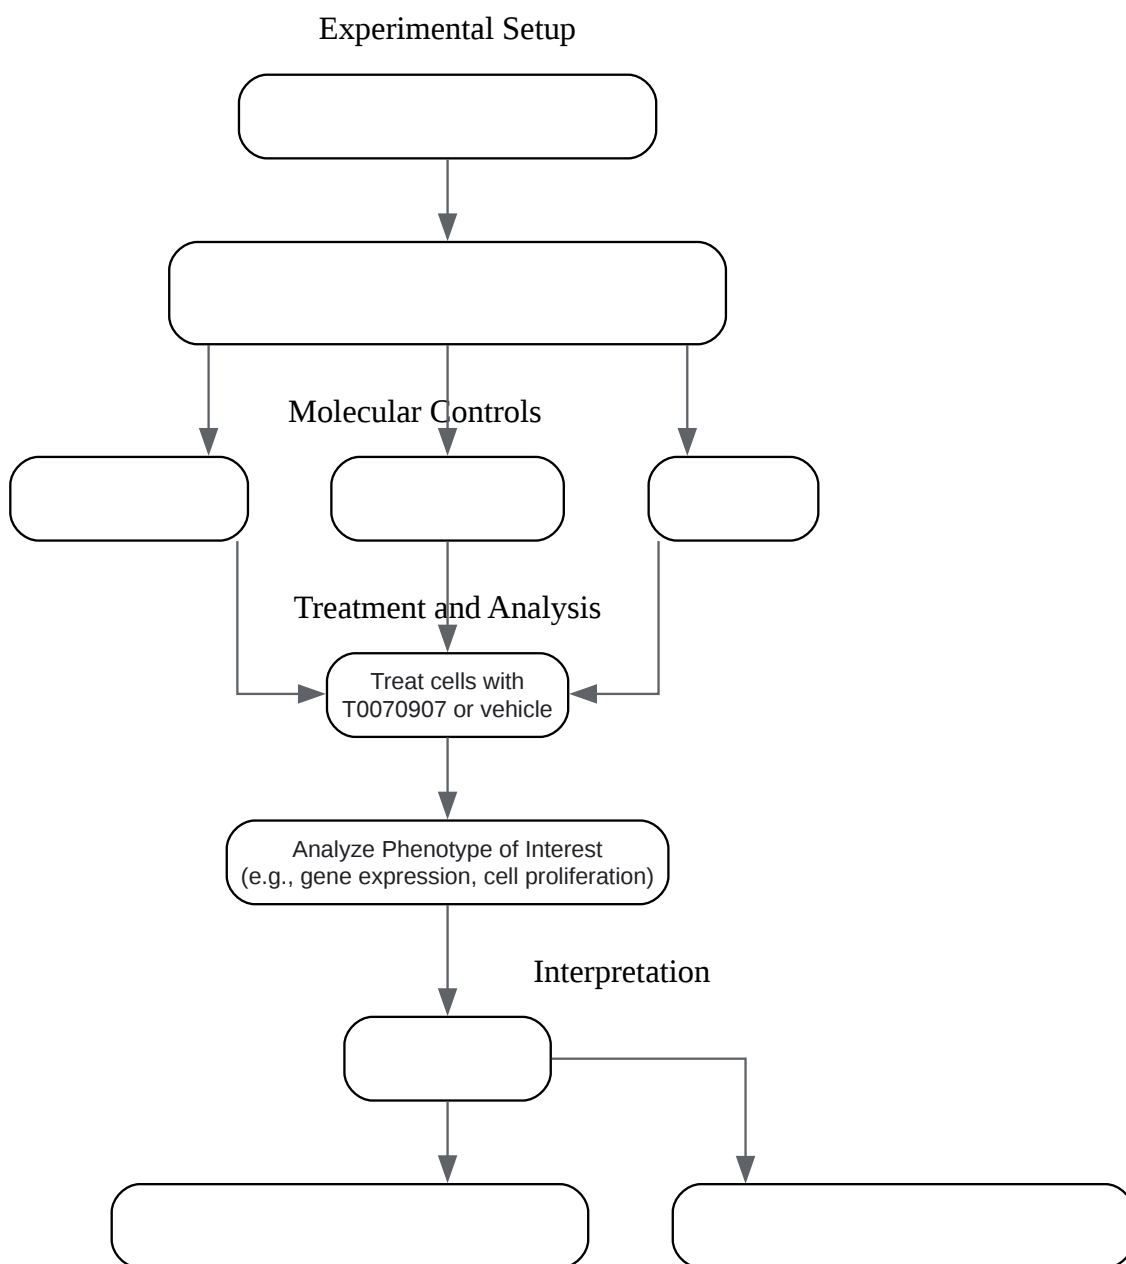 Experimental Setup
Molecular Controls
Treatment and Analysis
Treat cells with
T0070907 or vehicle
Analyze Phenotype of Interest
(e.g., gene expression, cell proliferation)
Interpretation